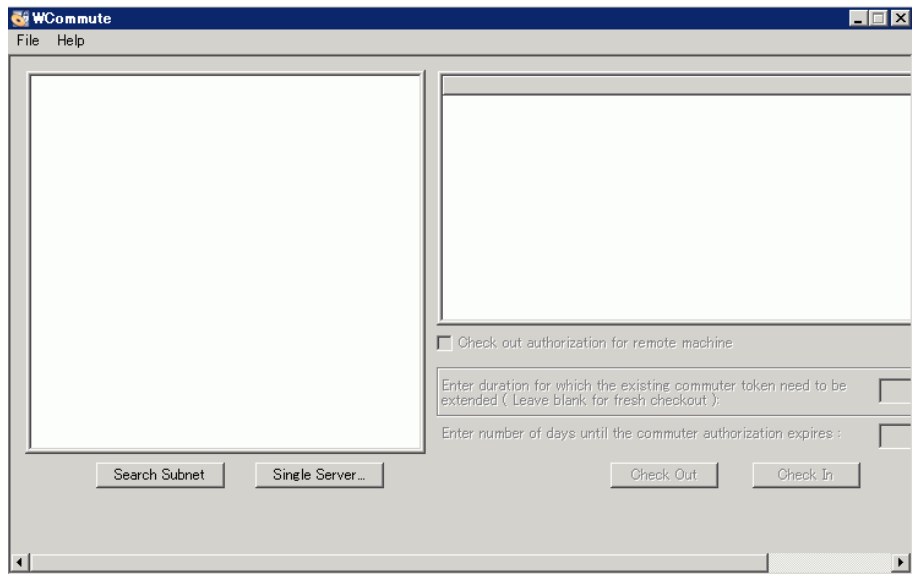 WCommute
File Help
Check out authorization for remote machine
Enter duration for which the existing commuter token need to be
extended ( Leave blank for fresh checkout ):
Enter number of days until the commuter authorization expires :
Search Subnet Single Server... Check Out Check In